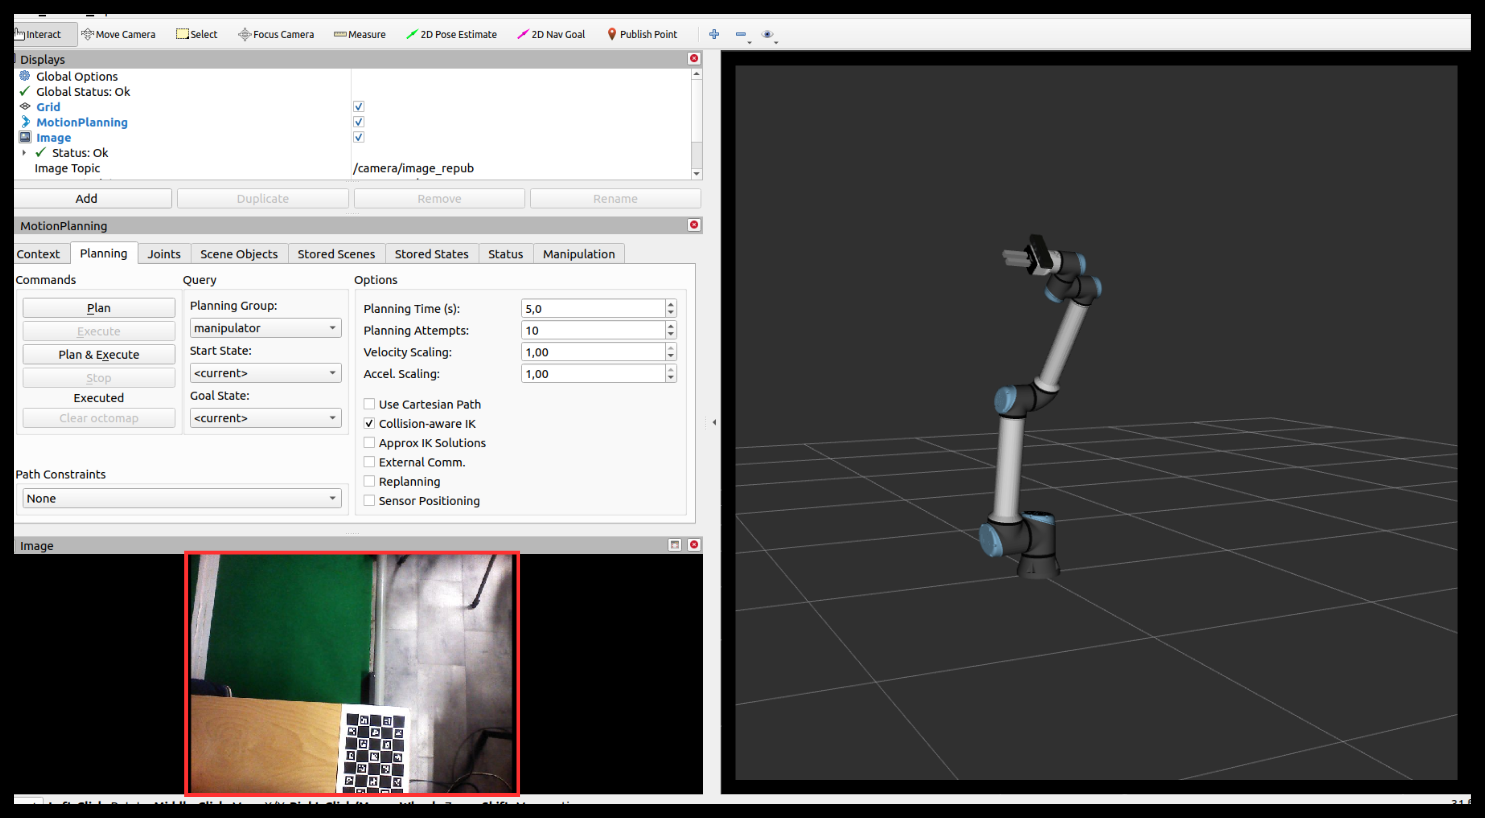 Interact Move Camera Select Focus Camera Measure 2D Pose Estimate 2D Nav Goal Publish Point
Displays
Global Options
Global Status: Ok
Grid
MotionPlanning
Image
Status: Ok
Image Topic /camera/image_repub
Add Duplicate Remove Rename
MotionPlanning
Context Planning Joints Scene Objects Stored Scenes Stored States Status Manipulation
Commands
Plan
Execute
Plan & Execute
Stop
Executed
Clear octomap
Query
Planning Group:
manipulator
Start State:
<current>
Goal State:
<current>
Options
Planning Time (s): 5,0
Planning Attempts: 10
Velocity Scaling: 1,00
Accel. Scaling: 1,00
Use Cartesian Path
Collision-aware IK
Approx IK Solutions
External Comm.
Replanning
Sensor Positioning
Path Constraints
None
Image